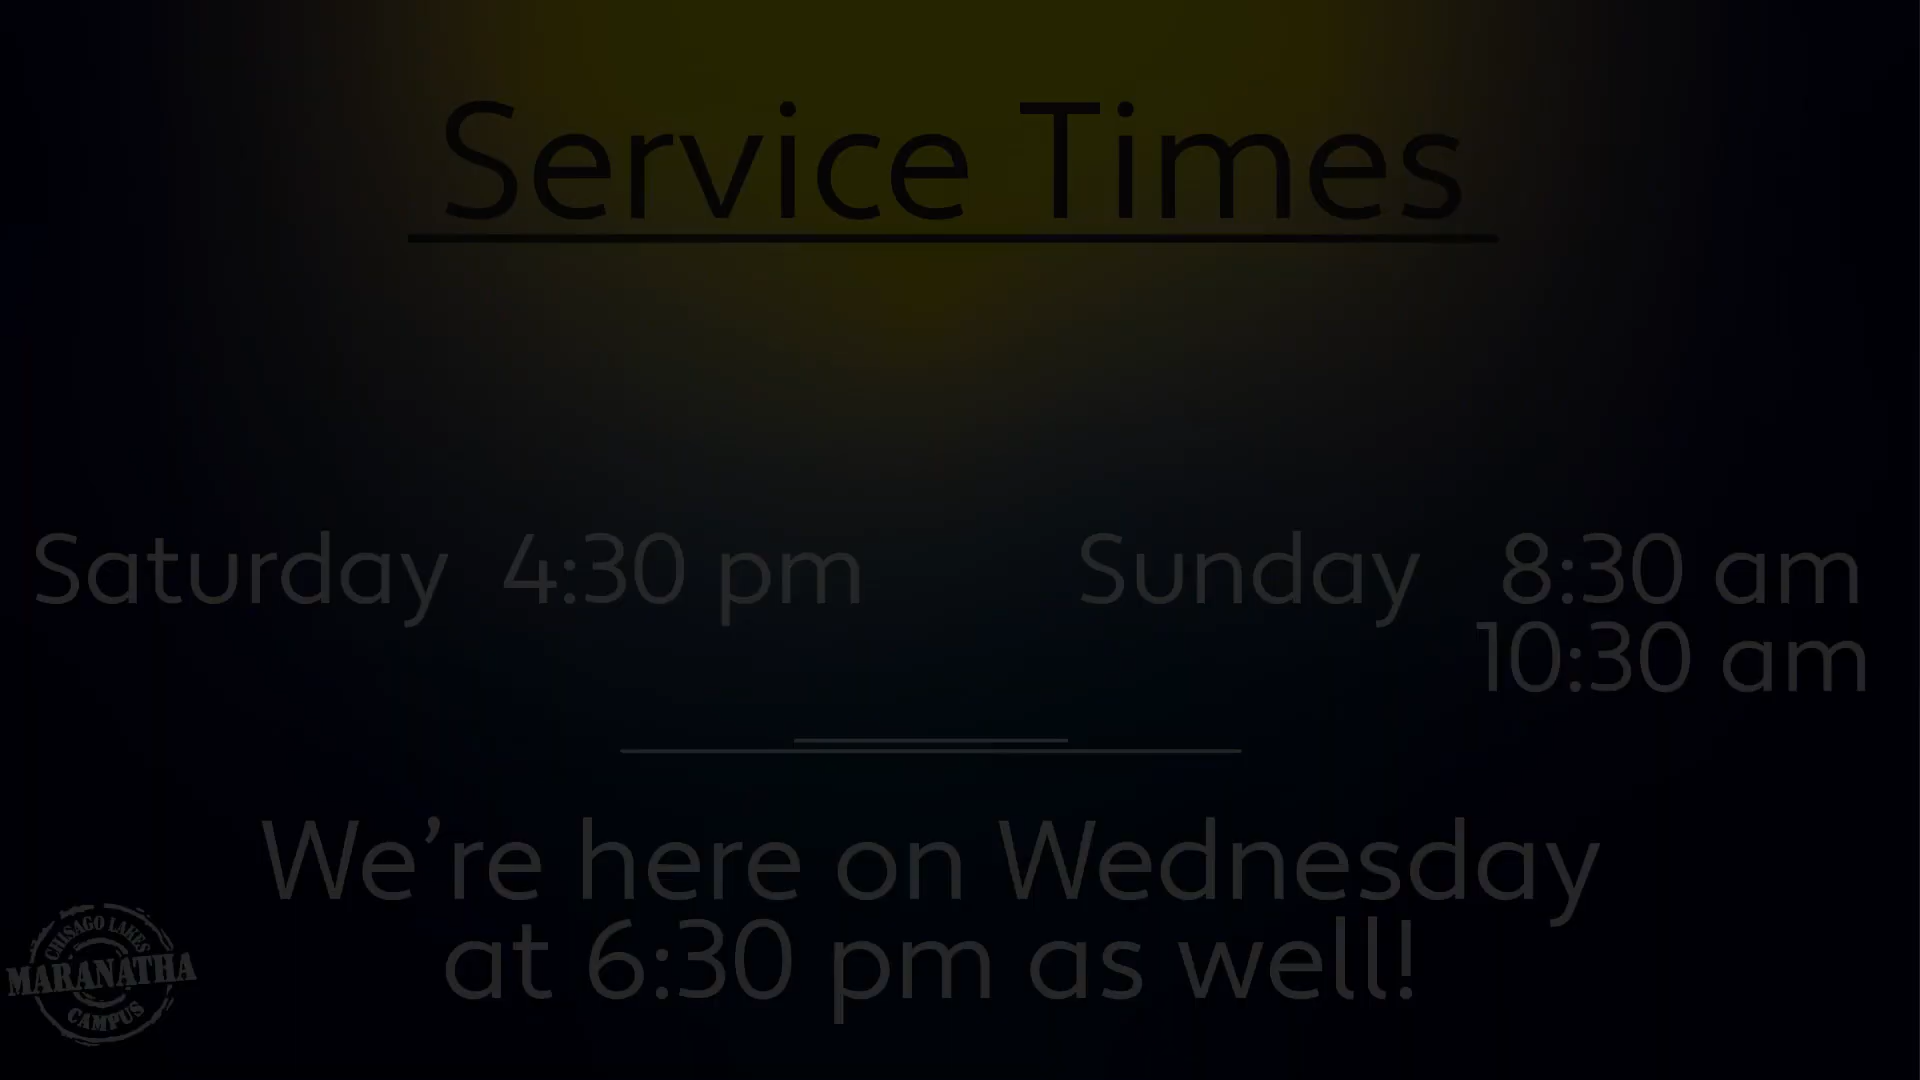 Service Times
Saturday 4:30 pm
Sunday 8:30 am
10:30 am
We’re here on Wednesday
at 6:30 pm as well!
CHISAGO LAKES
MARANATHA
CAMPUS